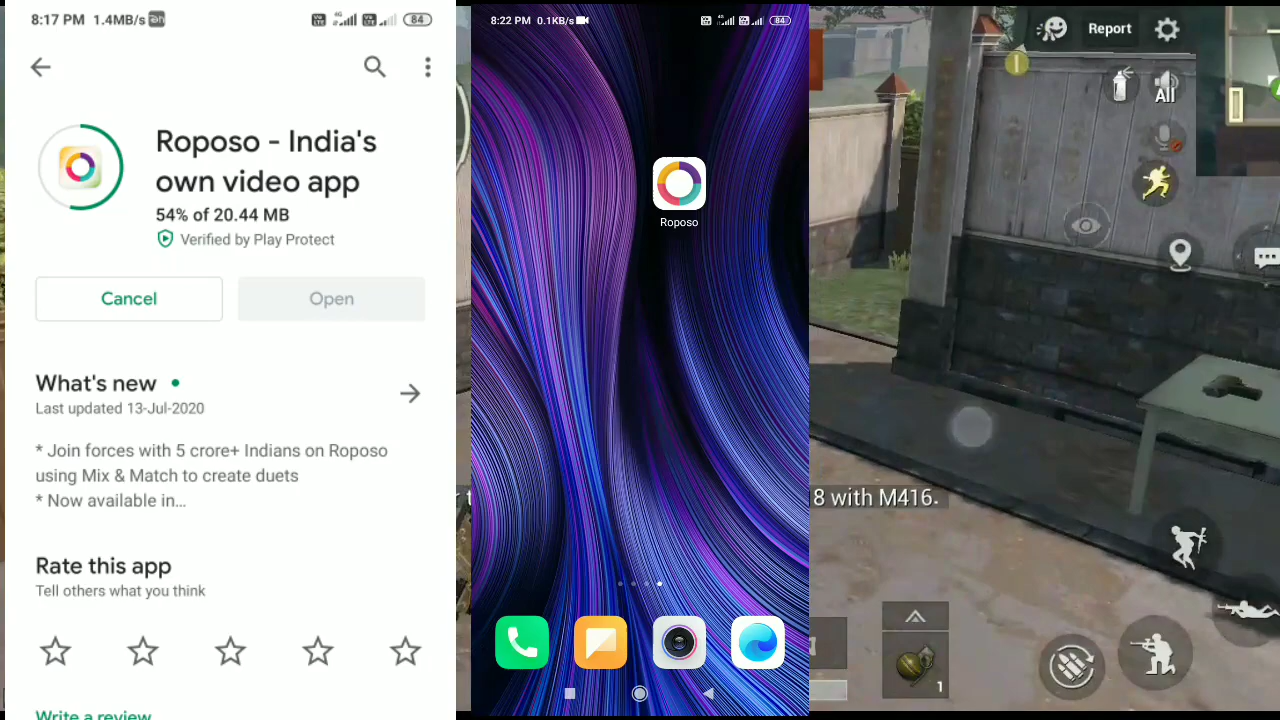 8:17 PM 1.4MB/s
84
Roposo - India's
own video app
54% of 20.44 MB
Verified by Play Protect
Cancel
Open
What's new
Last updated 13-Jul-2020
* Join forces with 5 crore+ Indians on Roposo
using Mix & Match to create duets
* Now available in...
Rate this app
Tell others what you think
Write a review
8:22 PM 0.1KB/s
84
Roposo
Report
All
8 with M416.
1